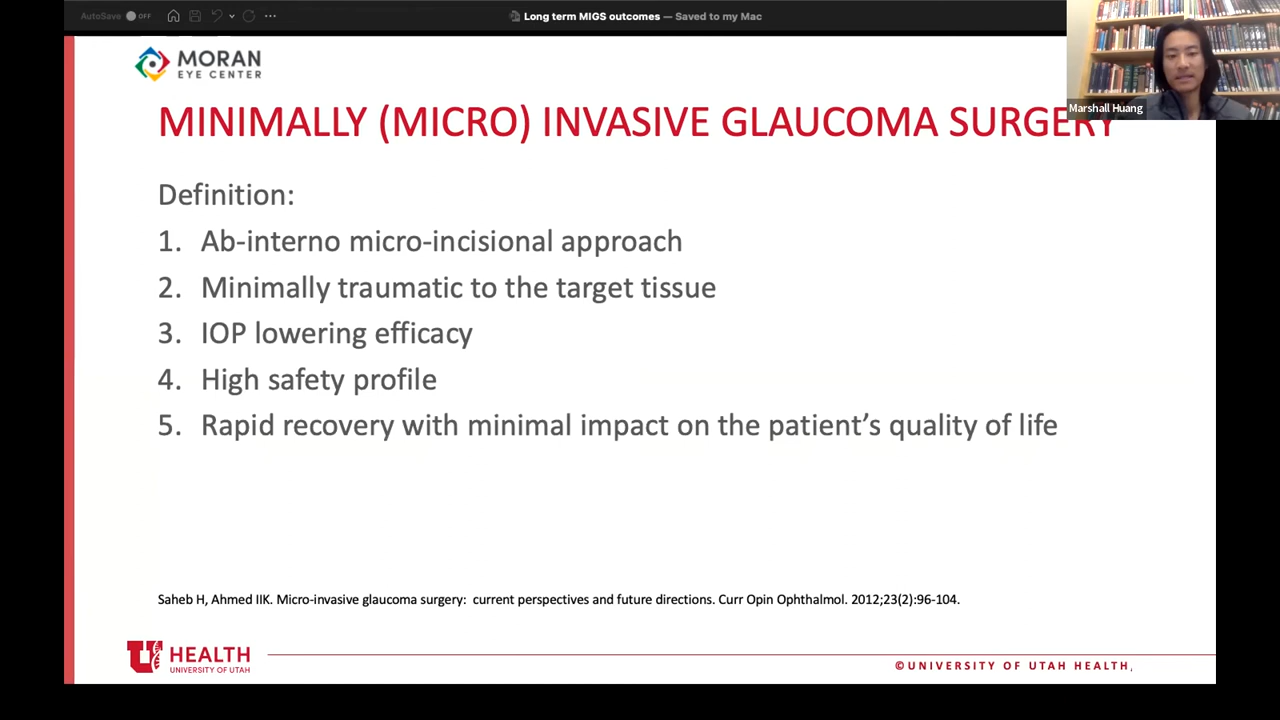 AutoSave OFF
Long term MIGS outcomes — Saved to my Mac
MORAN
EYE CENTER
Marshall Huang
MINIMALLY (MICRO) INVASIVE GLAUCOMA SURGERY
Definition:
1. Ab-interno micro-incisional approach
2. Minimally traumatic to the target tissue
3. IOP lowering efficacy
4. High safety profile
5. Rapid recovery with minimal impact on the patient's quality of life
Saheb H, Ahmed IIK. Micro-invasive glaucoma surgery: current perspectives and future directions. Curr Opin Ophthalmol. 2012;23(2):96-104.
U HEALTH
UNIVERSITY OF UTAH
©UNIVERSITY OF UTAH HEALTH,